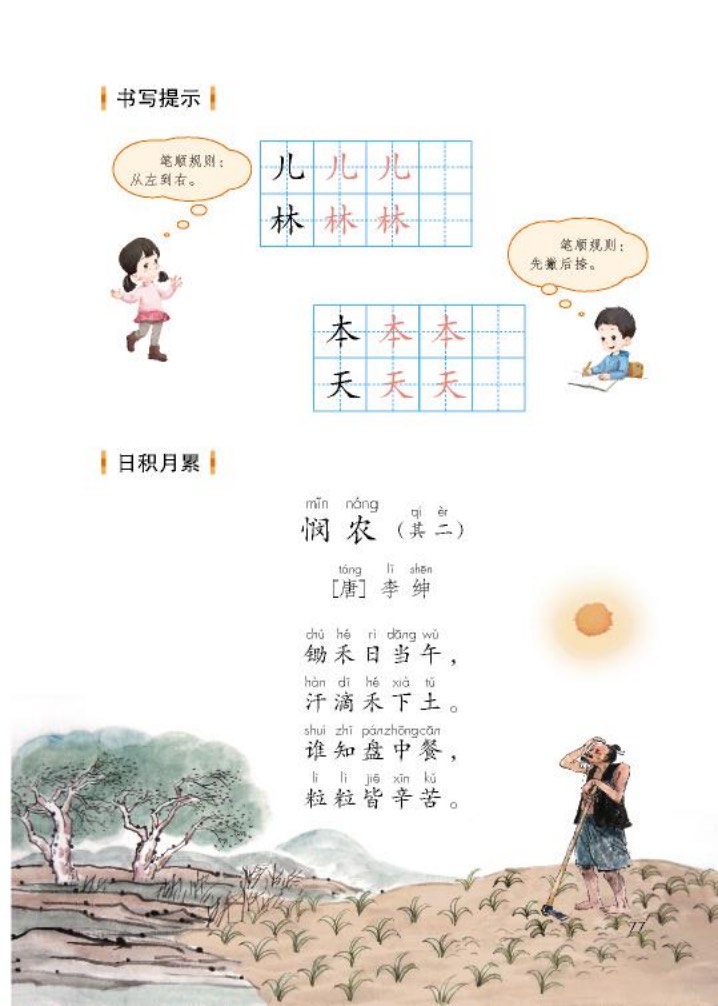 书写提示
笔顺规则：
从左到右。
儿 儿 儿
林 林 林
笔顺规则：
先撇后捺。
本 本 本
天 天 天
日积月累
mǐn nóng qí èr
悯 农（其 二）
táng lǐ shēn
[唐] 李 绅
chú hé rì dāng wǔ
锄 禾 日 当 午，
hàn dī hé xià tǔ
汗 滴 禾 下 土。
shuí zhī pán zhōng cān
谁 知 盘 中 餐，
lì lì jiē xīn kǔ
粒 粒 皆 辛 苦。
77